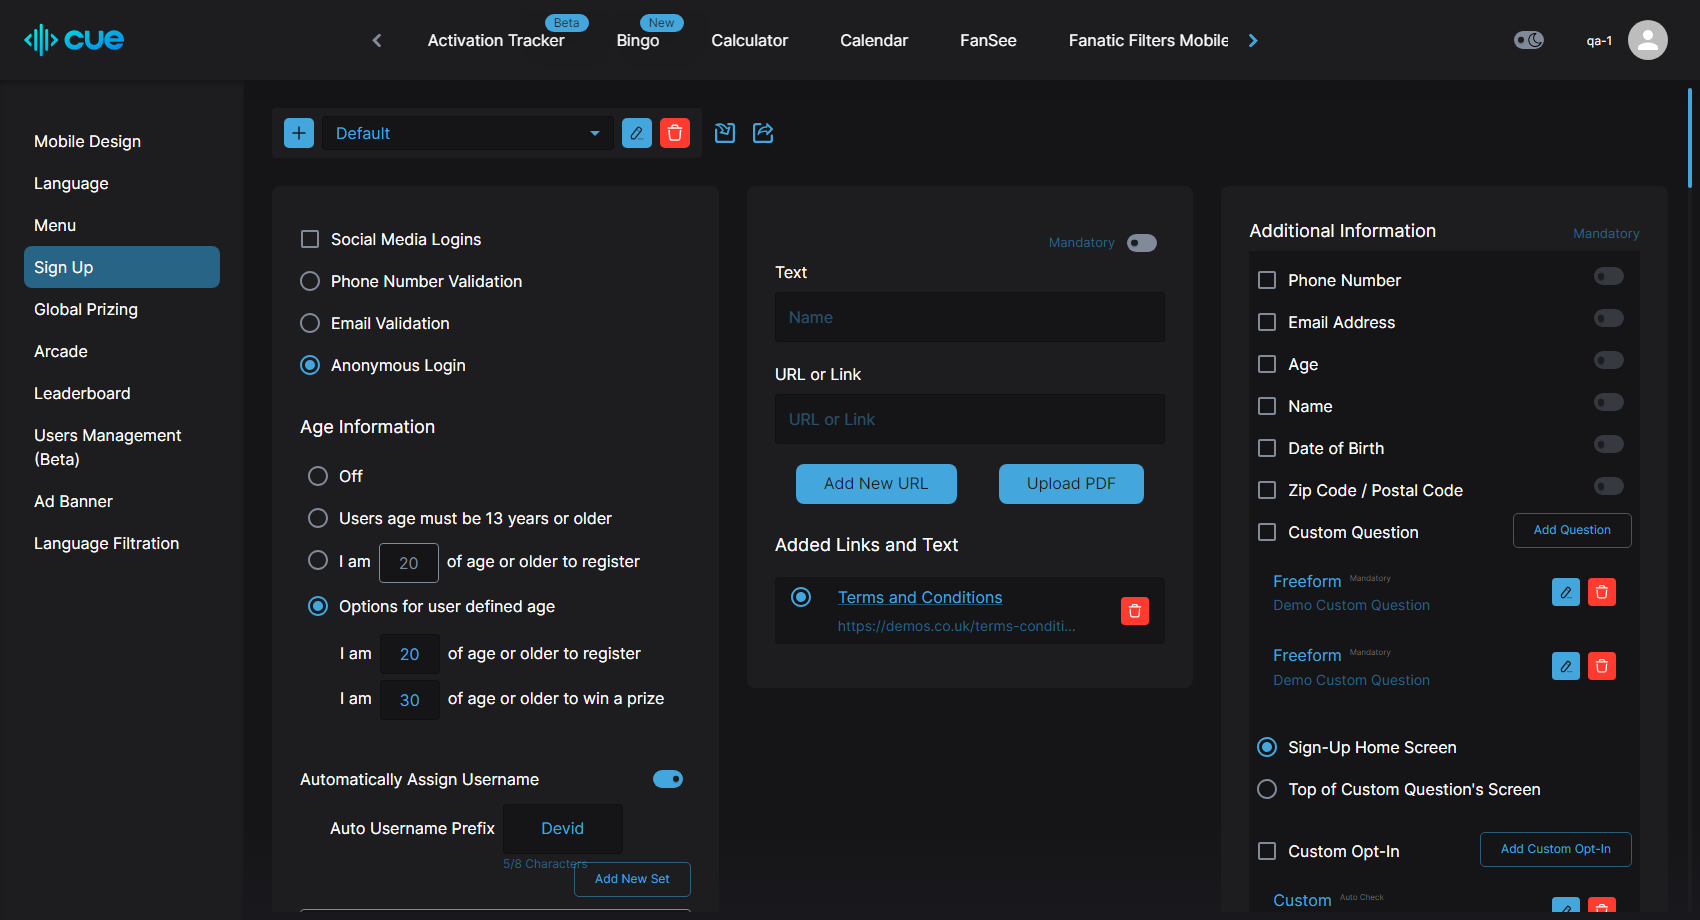 cue
Activation Tracker
Beta
Bingo
New
Calculator
Calendar
FanSee
Fanatic Filters Mobile
qa-1
Mobile Design
Language
Menu
Sign Up
Global Prizing
Arcade
Leaderboard
Users Management
(Beta)
Ad Banner
Language Filtration
Default
Social Media Logins
Phone Number Validation
Email Validation
Anonymous Login
Age Information
Off
Users age must be 13 years or older
I am 20 of age or older to register
Options for user defined age
I am 20 of age or older to register
I am 30 of age or older to win a prize
Automatically Assign Username
Auto Username Prefix Devid
5/8 Characters
Add New Set
Mandatory
Text
Name
URL or Link
URL or Link
Add New URL
Upload PDF
Added Links and Text
Terms and Conditions
https://demos.co.uk/terms-conditi...
Additional Information Mandatory
Phone Number
Email Address
Age
Name
Date of Birth
Zip Code / Postal Code
Custom Question Add Question
Freeform Mandatory
Demo Custom Question
Freeform Mandatory
Demo Custom Question
Sign-Up Home Screen
Top of Custom Question's Screen
Custom Opt-In Add Custom Opt-In
Custom Auto Check